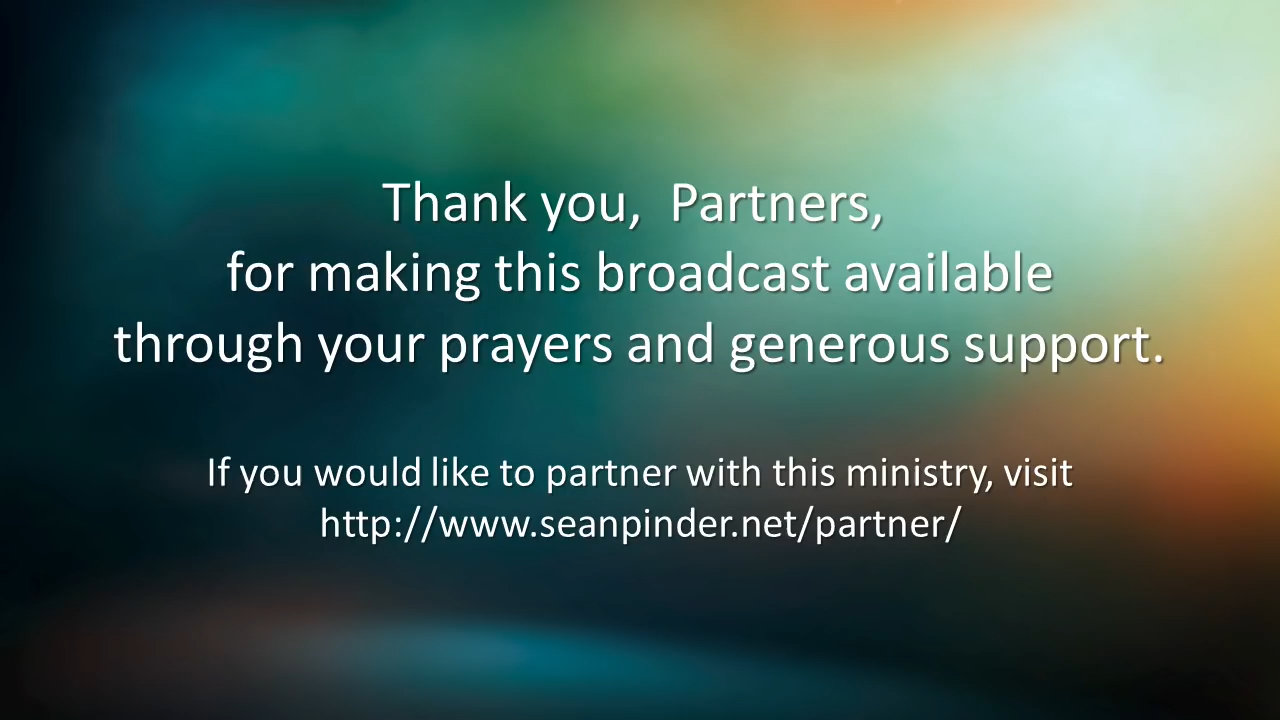 Thank you,  Partners,
for making this broadcast available
through your prayers and generous support.
If you would like to partner with this ministry, visit
http://www.seanpinder.net/partner/